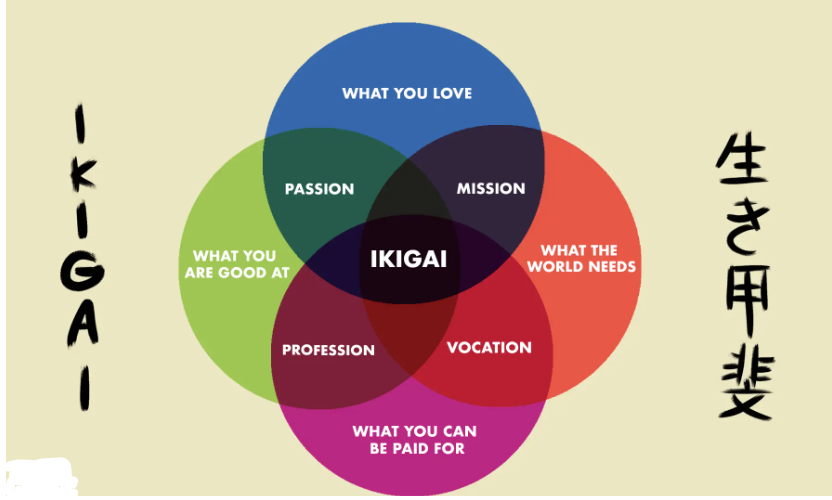 IKIGAI
WHAT YOU LOVE
PASSION
MISSION
WHAT YOU
ARE GOOD AT
IKIGAI
WHAT THE
WORLD NEEDS
PROFESSION
VOCATION
WHAT YOU CAN
BE PAID FOR
生き甲斐